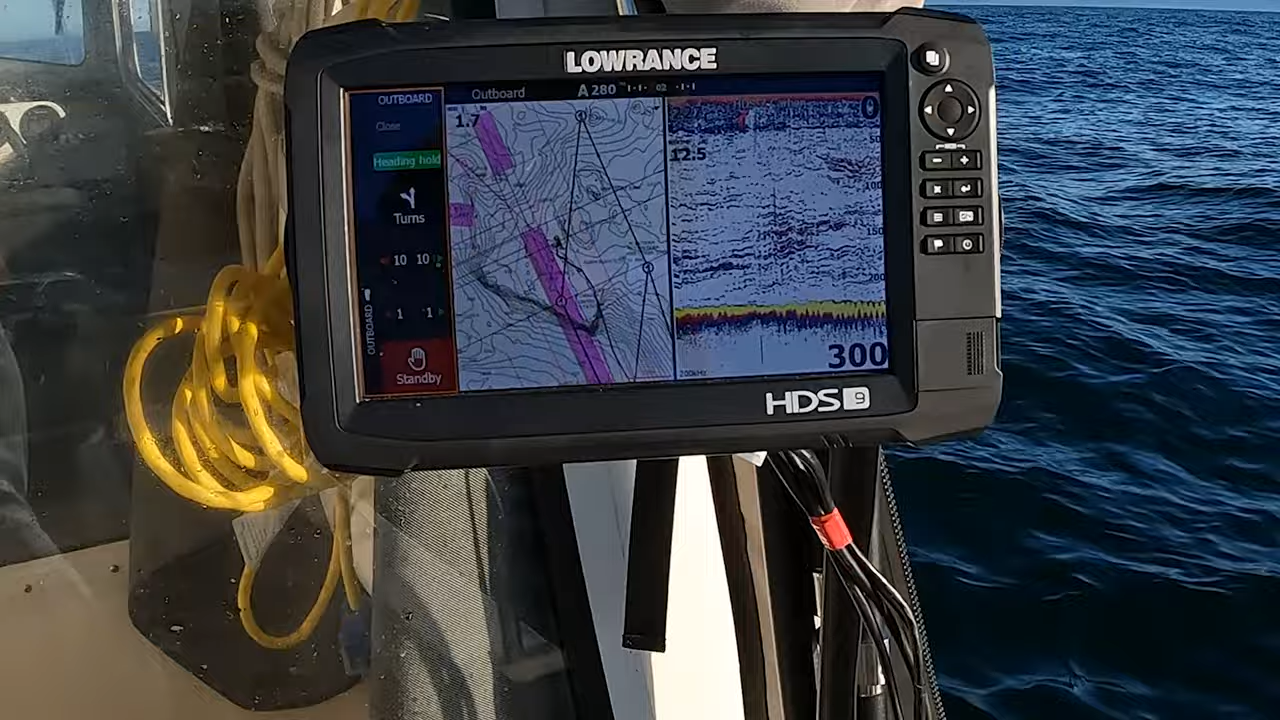 LOWRANCE
OUTBOARD
Outboard
A 280
Close
1.7
0
Heading hold
12.5
100
Turns
150
10 10
200
1 1
OUTBOARD
Standby
300
200kHz
HDS 9